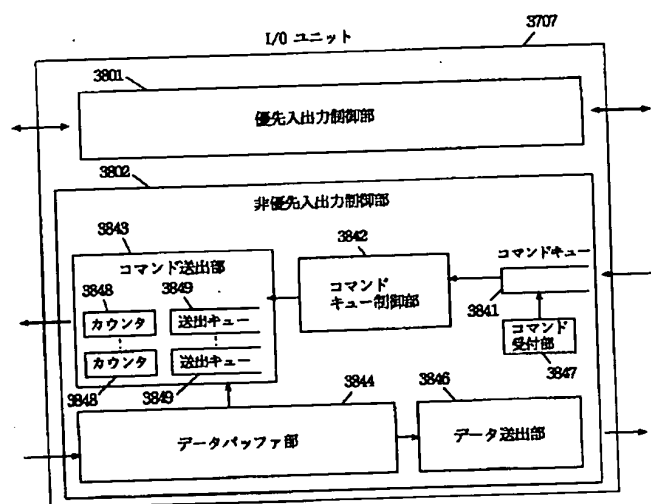 I/O ユニット
3707
3801
優先入出力制御部
3802
非優先入出力制御部
3843
コマンド送出部
3848
3849
カウンタ
送出キュー
カウンタ
送出キュー
3848
3849
3842
コマンド
キュー制御部
コマンドキュー
3841
コマンド
受付部
3847
3844
データバッファ部
3846
データ送出部